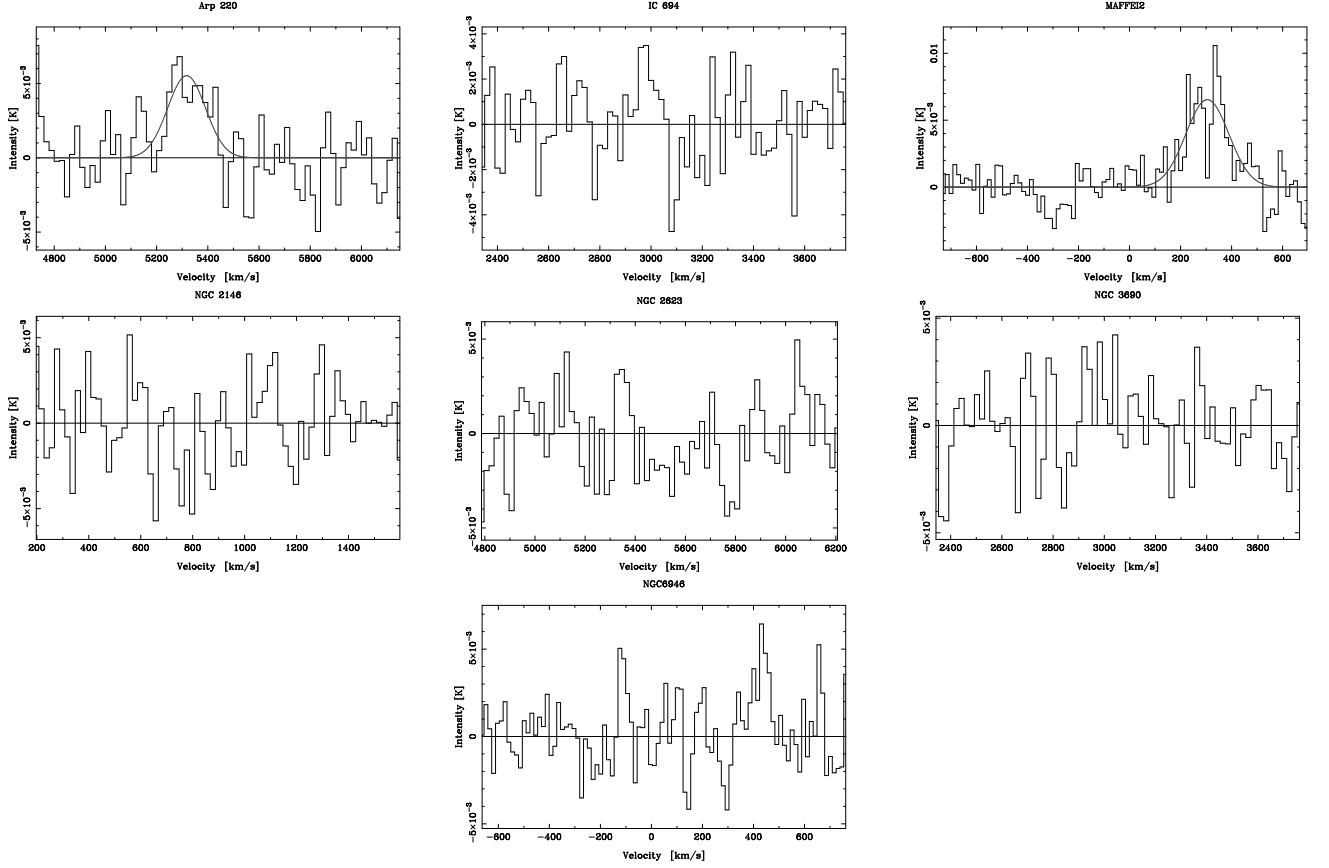 Arp 220
IC 694
MAFFEI2
Intensity [K]
−5×10⁻³ 0 5×10⁻³
4800 5000 5200 5400 5600 5800 6000
Velocity [km/s]
Intensity [K]
−4×10⁻³ −2×10⁻³ 0 2×10⁻³ 4×10⁻³
2400 2600 2800 3000 3200 3400 3600
Velocity [km/s]
Intensity [K]
0 5×10⁻³ 0.01
−600 −400 −200 0 200 400 600
Velocity [km/s]
NGC 2146
NGC 2623
NGC 3690
Intensity [K]
−5×10⁻³ 0 5×10⁻³
200 400 600 800 1000 1200 1400
Velocity [km/s]
Intensity [K]
−5×10⁻³ 0 5×10⁻³
4800 5000 5200 5400 5600 5800 6000 6200
Velocity [km/s]
Intensity [K]
−5×10⁻³ 0 5×10⁻³
2400 2600 2800 3000 3200 3400 3600
Velocity [km/s]
NGC6946
Intensity [K]
−5×10⁻³ 0 5×10⁻³
−600 −400 −200 0 200 400 600
Velocity [km/s]